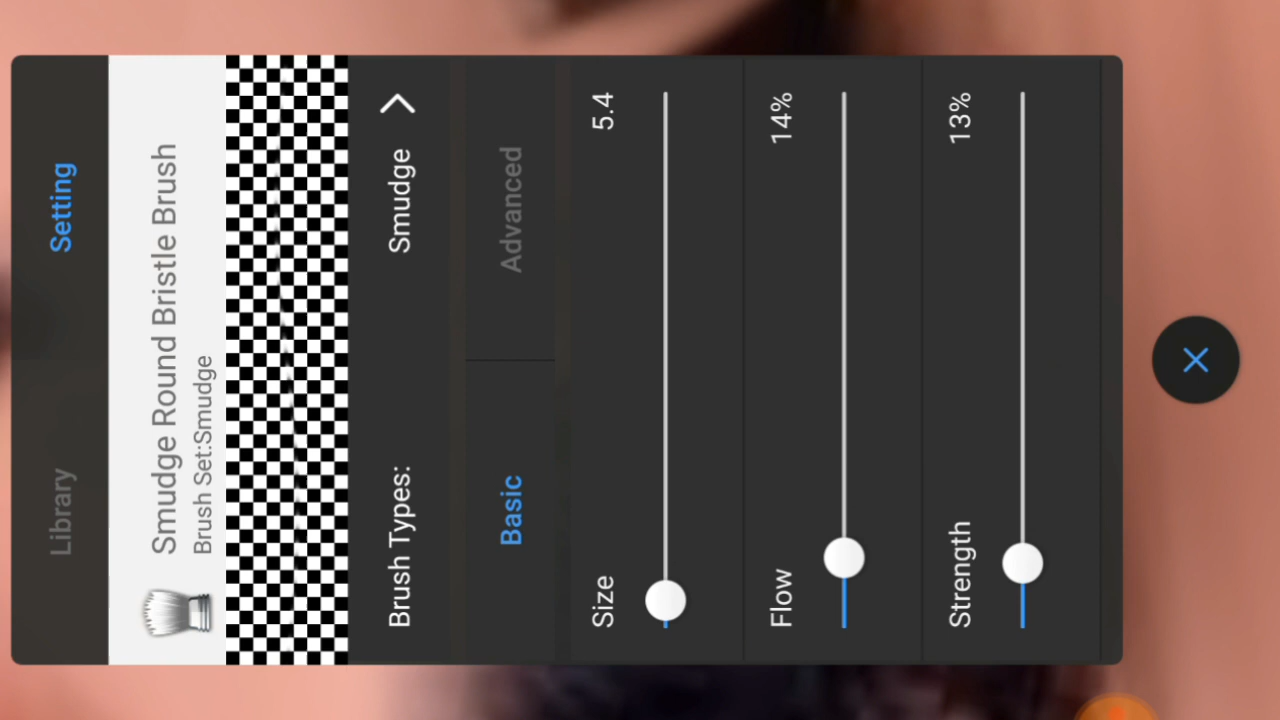 Library Setting
Smudge Round Bristle Brush
Brush Set:Smudge
Brush Types: Smudge
Basic Advanced
Size 5.4
Flow 14%
Strength 13%